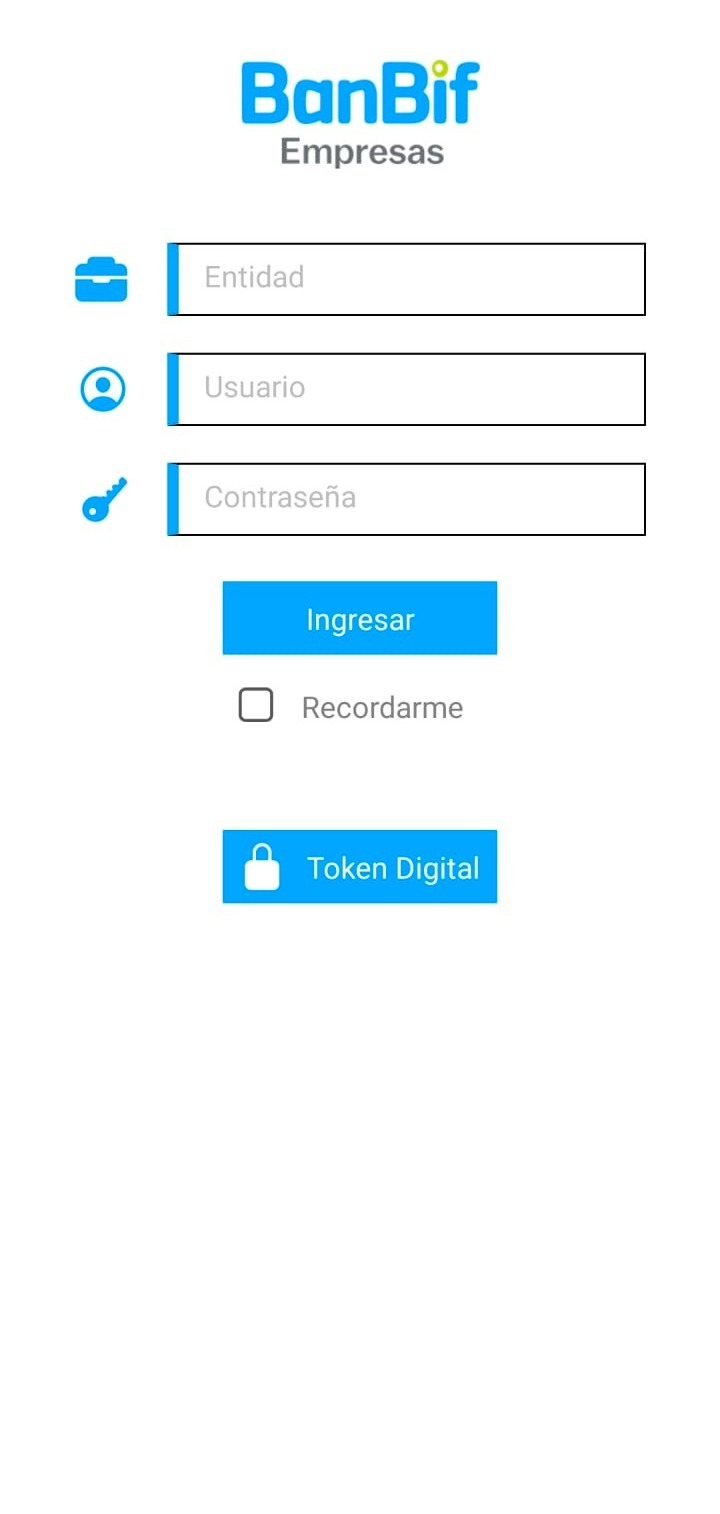 BanBif
Empresas
Entidad
Usuario
Contraseña
Ingresar
Recordarme
Token Digital